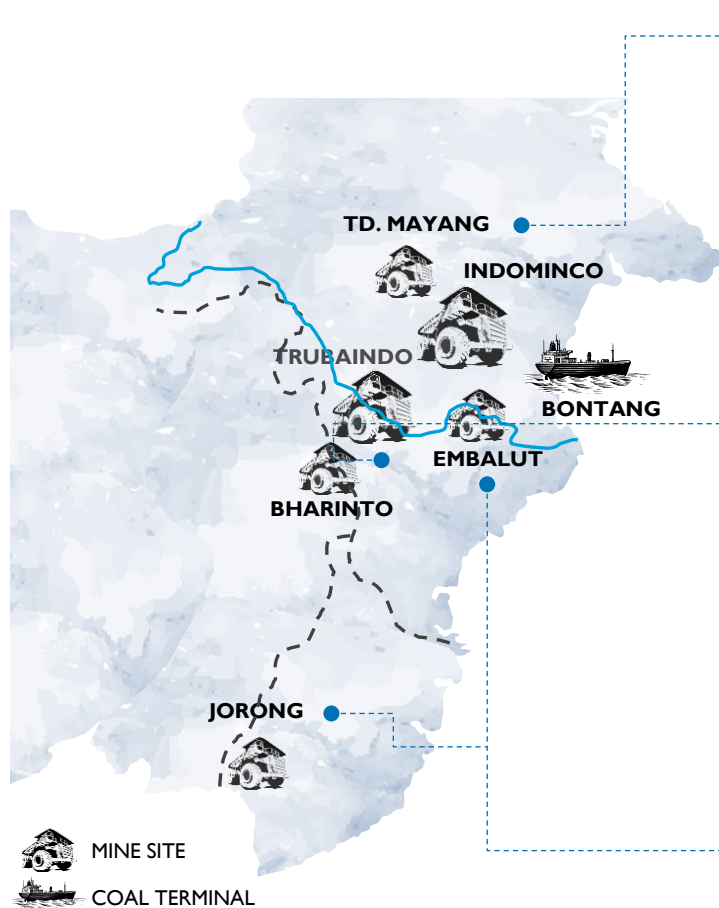 TD. MAYANG
INDOMINCO
TRUBAINDO
BONTANG
EMBALUT
BHARINTO
JORONG
MINE SITE
COAL TERMINAL